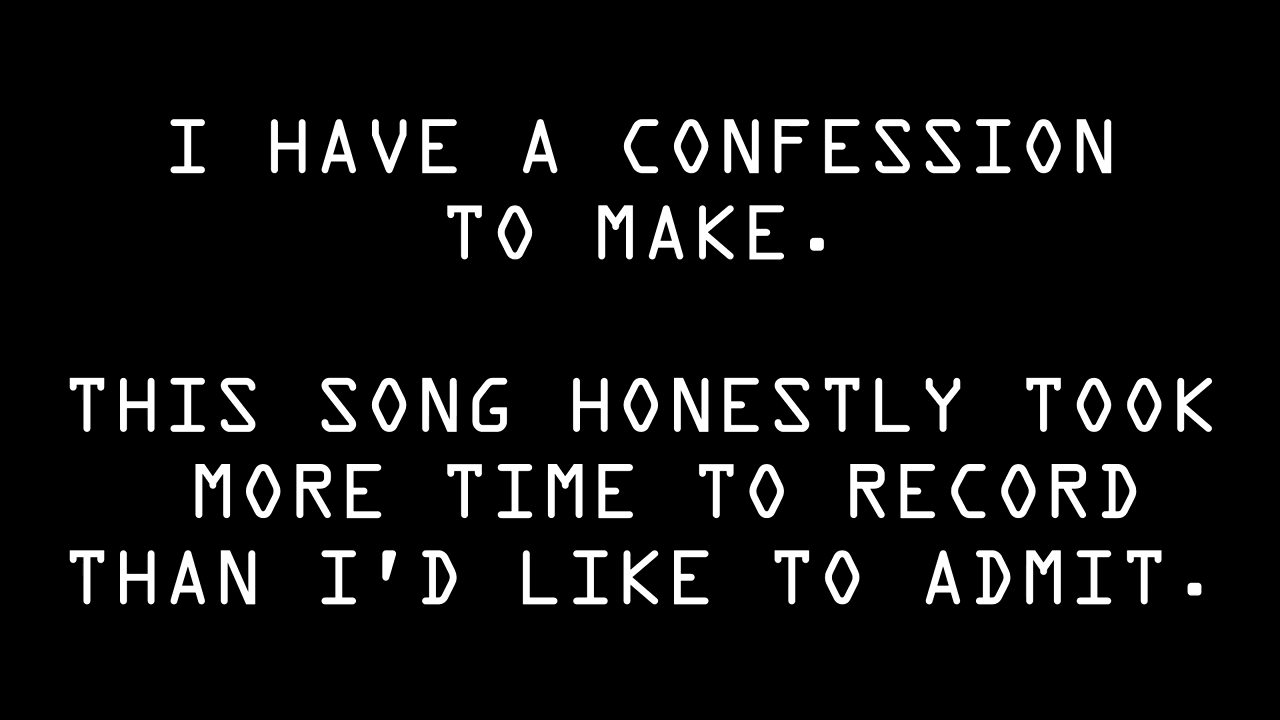 I HAVE A CONFESSION
TO MAKE.
THIS SONG HONESTLY TOOK
MORE TIME TO RECORD
THAN I'D LIKE TO ADMIT.